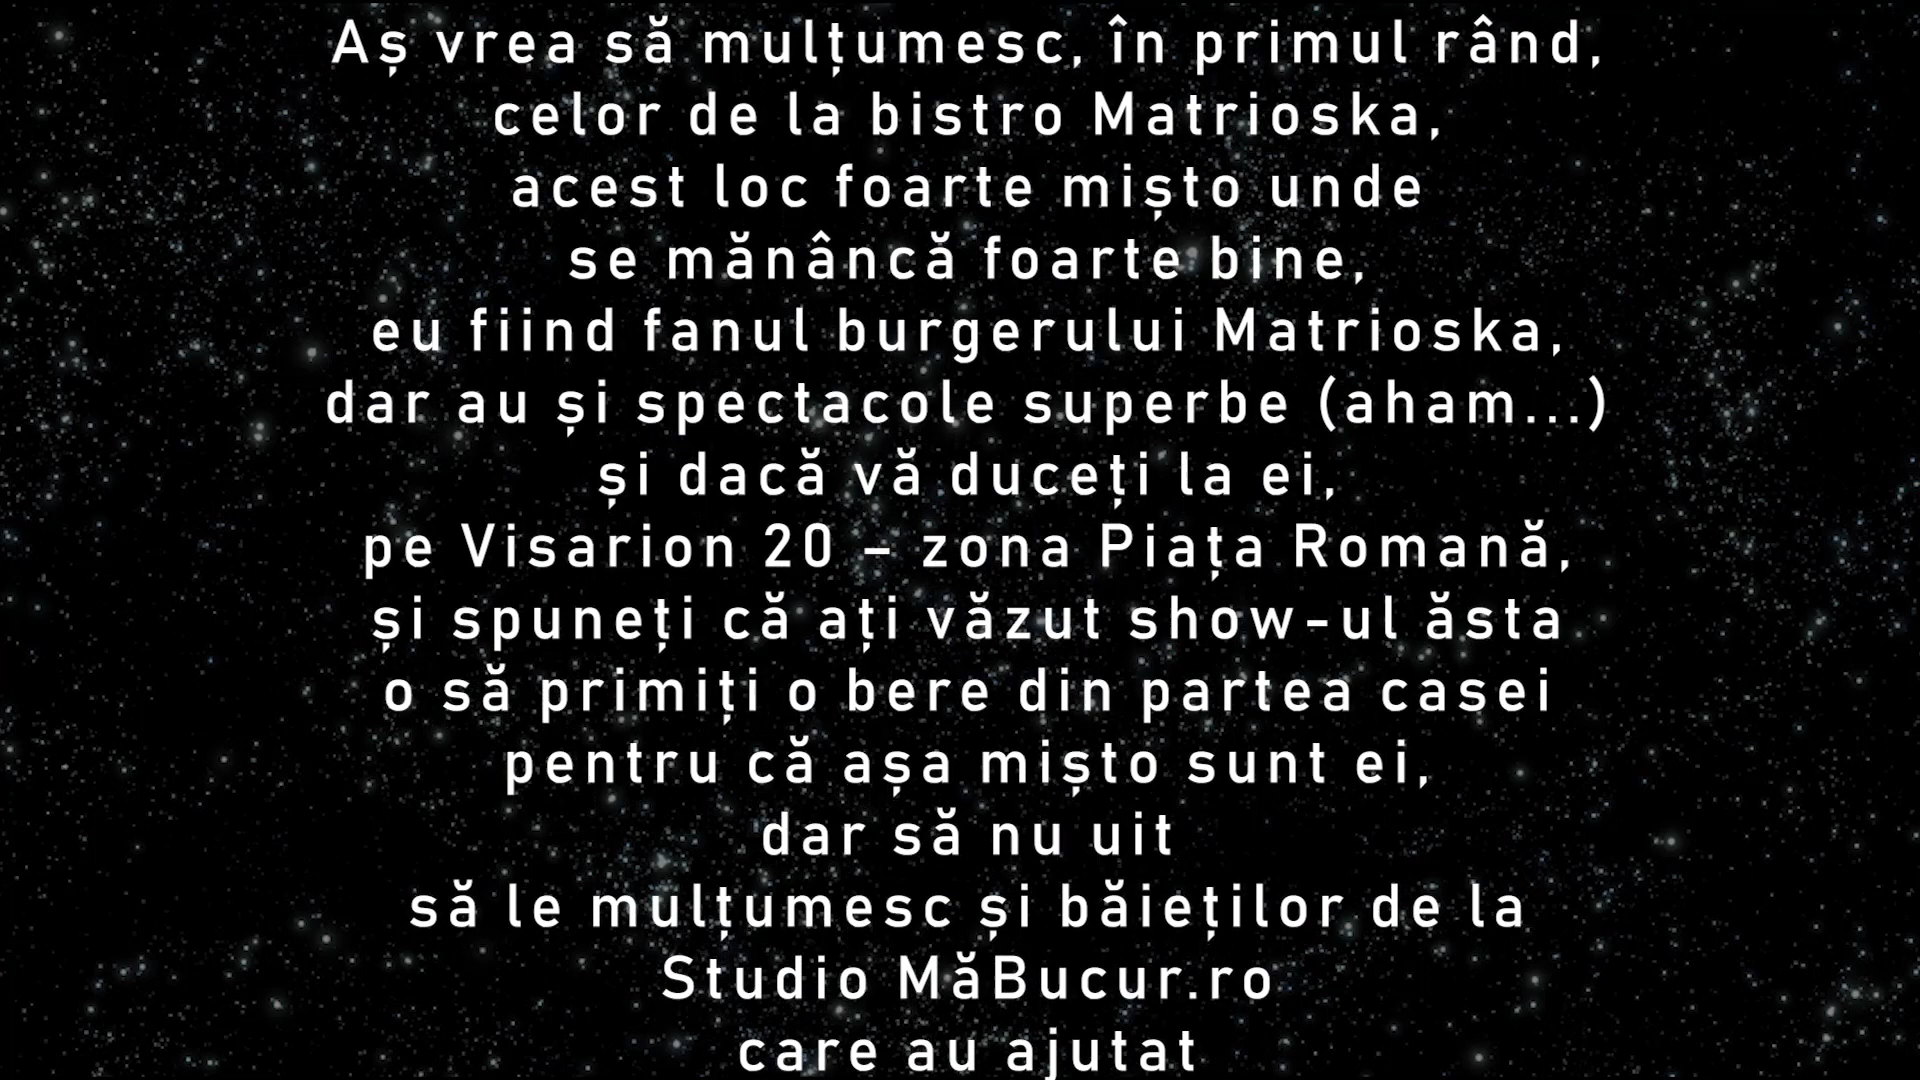 Aș vrea să mulțumesc, în primul rând,
celor de la bistro Matrioska,
acest loc foarte mișto unde
se mănâncă foarte bine,
eu fiind fanul burgerului Matrioska,
dar au și spectacole superbe (aham...)
și dacă vă duceți la ei,
pe Visarion 20 – zona Piața Romană,
și spuneți că ați văzut show-ul ăsta
o să primiți o bere din partea casei
pentru că așa mișto sunt ei,
dar să nu uit
să le mulțumesc și băieților de la
Studio MăBucur.ro
care au ajutat